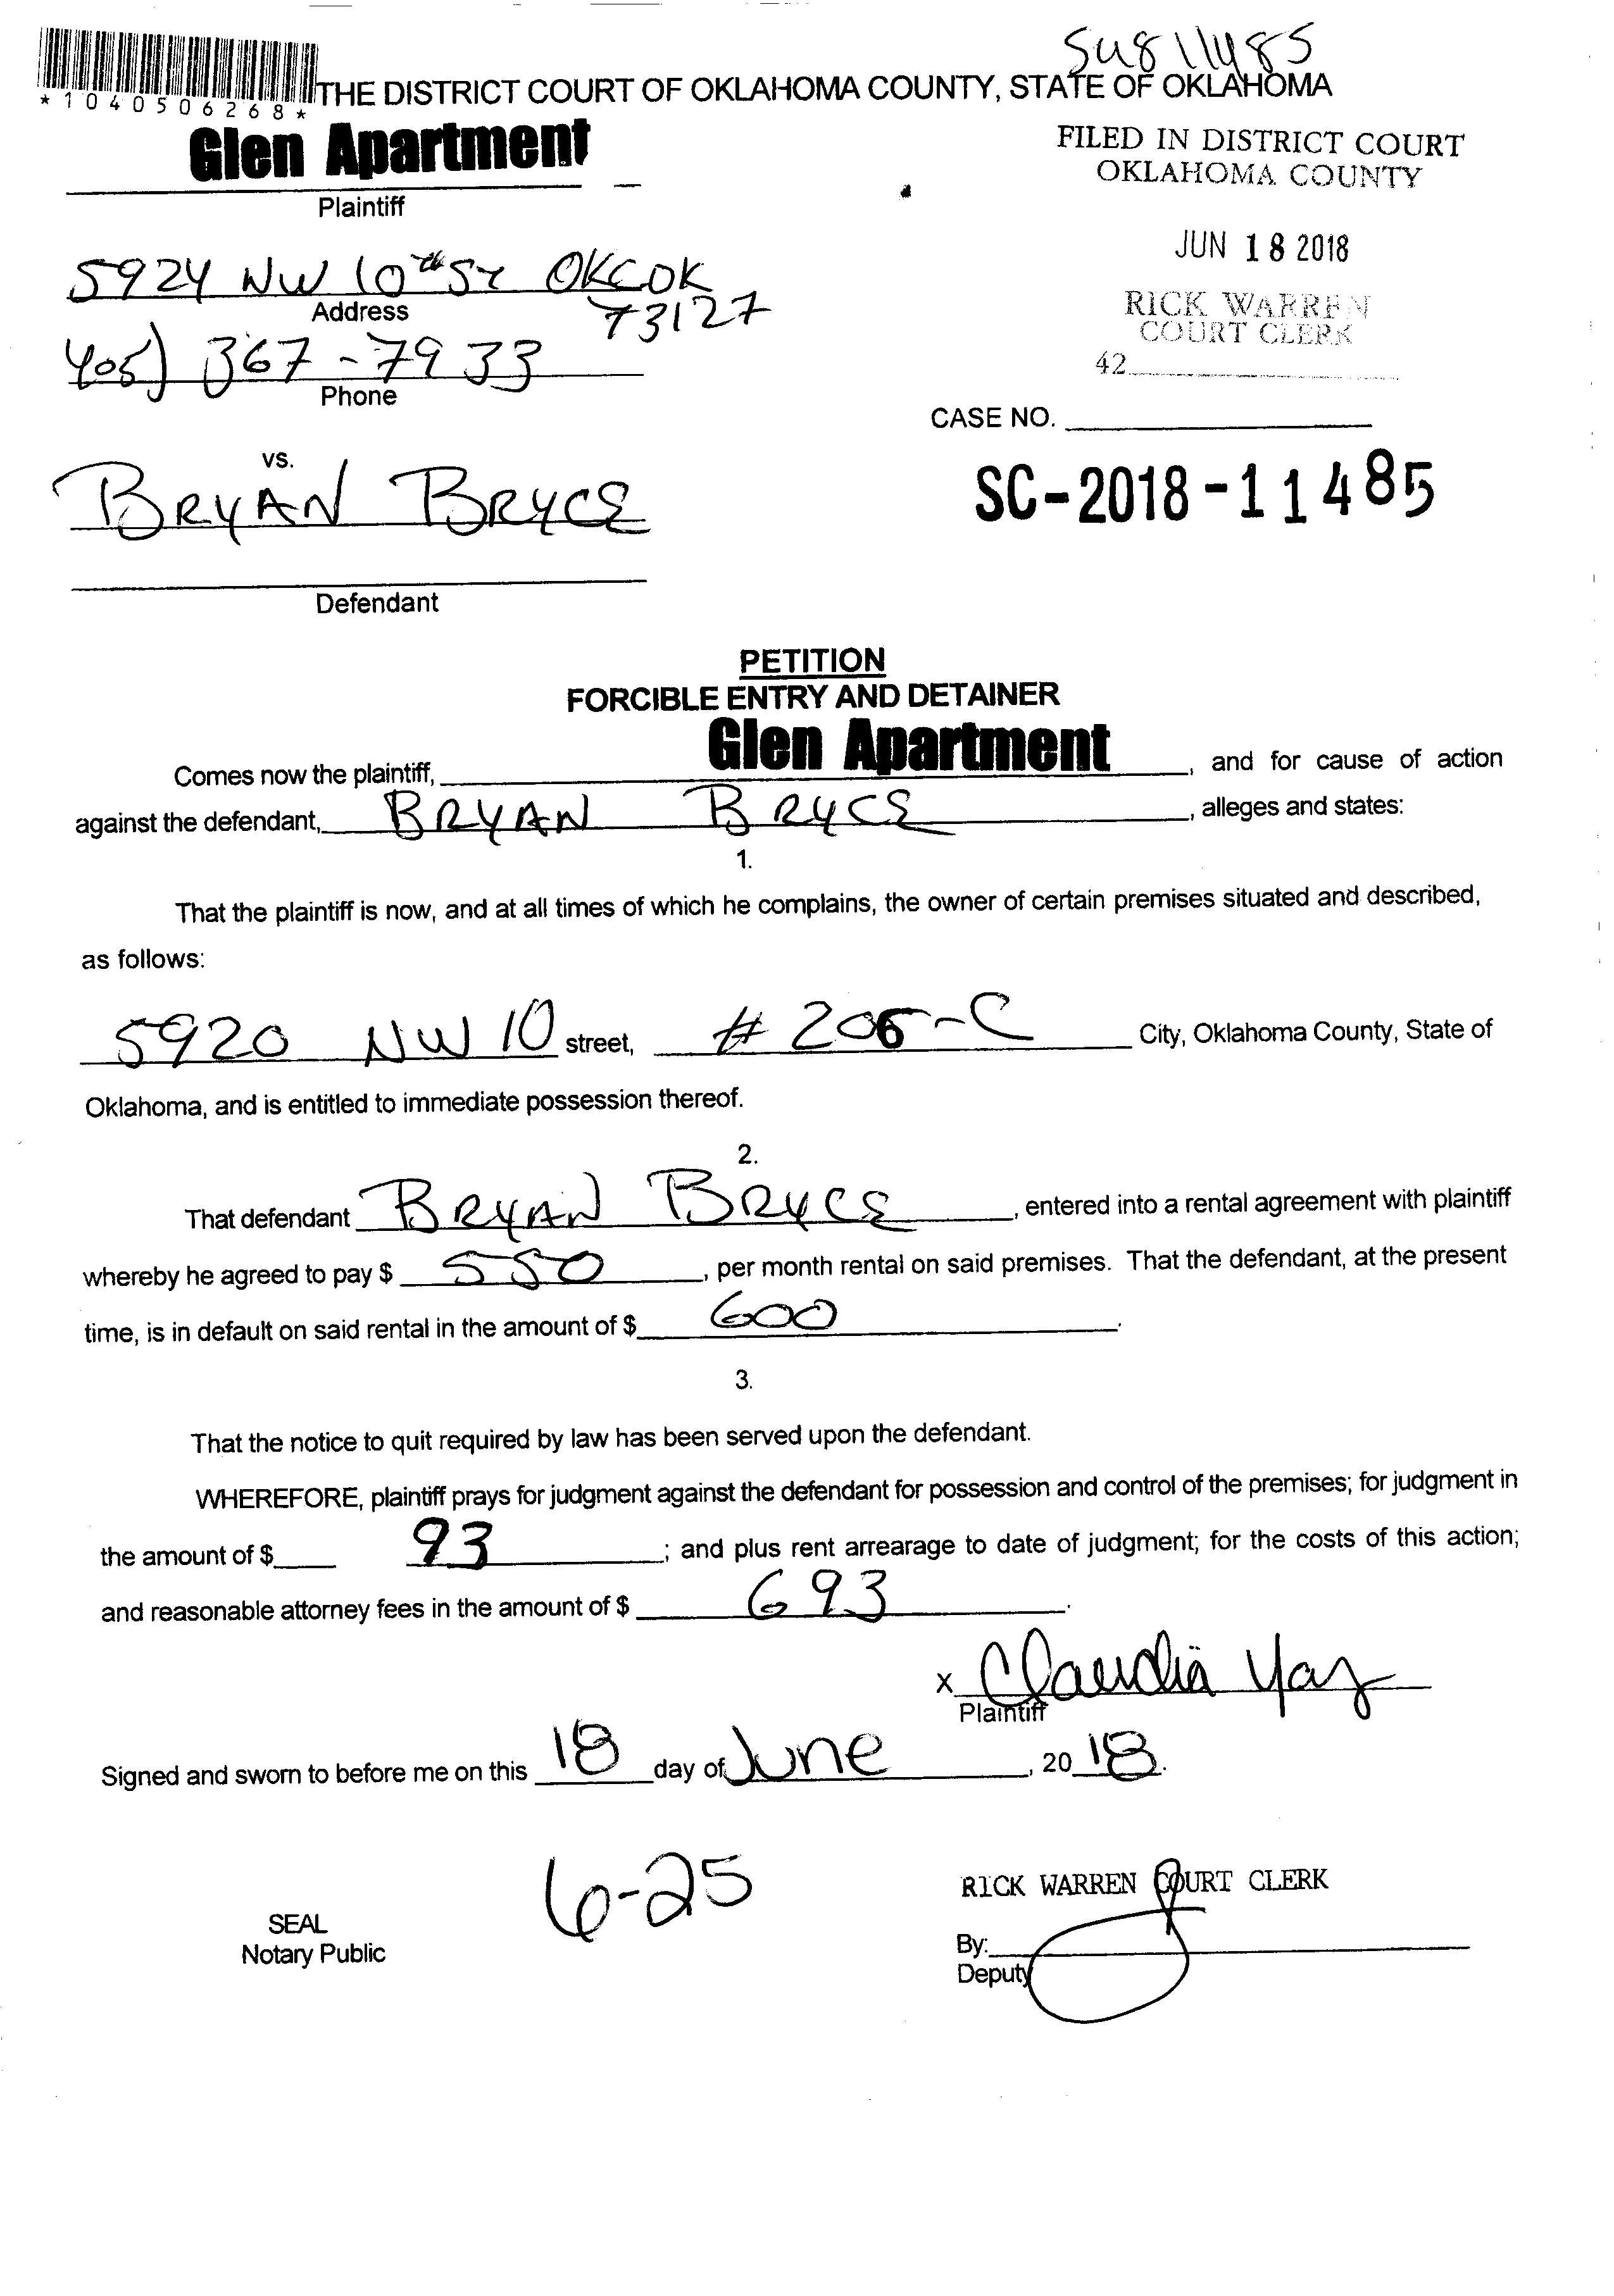 SC18 11485
*1040506268*
THE DISTRICT COURT OF OKLAHOMA COUNTY, STATE OF OKLAHOMA
Glen Apartment
Plaintiff
FILED IN DISTRICT COURT
OKLAHOMA COUNTY
JUN 18 2018
RICK WARREN
COURT CLERK
42
5924 NW 10th St OKC OK
73127
Address
405) 367-7933
Phone
CASE NO.
SC-2018-11485
vs.
BRYAN BRYCE
Defendant
PETITION
FORCIBLE ENTRY AND DETAINER
Comes now the plaintiff, Glen Apartment, and for cause of action
against the defendant, BRYAN BRYCE, alleges and states:
1.
That the plaintiff is now, and at all times of which he complains, the owner of certain premises situated and described,
as follows:
5920 NW 10 street, # 206-C City, Oklahoma County, State of
Oklahoma, and is entitled to immediate possession thereof.
2.
That defendant BRYAN BRYCE, entered into a rental agreement with plaintiff
whereby he agreed to pay $ 550, per month rental on said premises. That the defendant, at the present
time, is in default on said rental in the amount of $ 600.
3.
That the notice to quit required by law has been served upon the defendant.
WHEREFORE, plaintiff prays for judgment against the defendant for possession and control of the premises; for judgment in
the amount of $ 93; and plus rent arrearage to date of judgment; for the costs of this action;
and reasonable attorney fees in the amount of $ 693.
x Claudia Yaz
Plaintiff
Signed and sworn to before me on this 18 day of June, 2018.
6-25
SEAL
Notary Public
RICK WARREN COURT CLERK
By:
Deputy